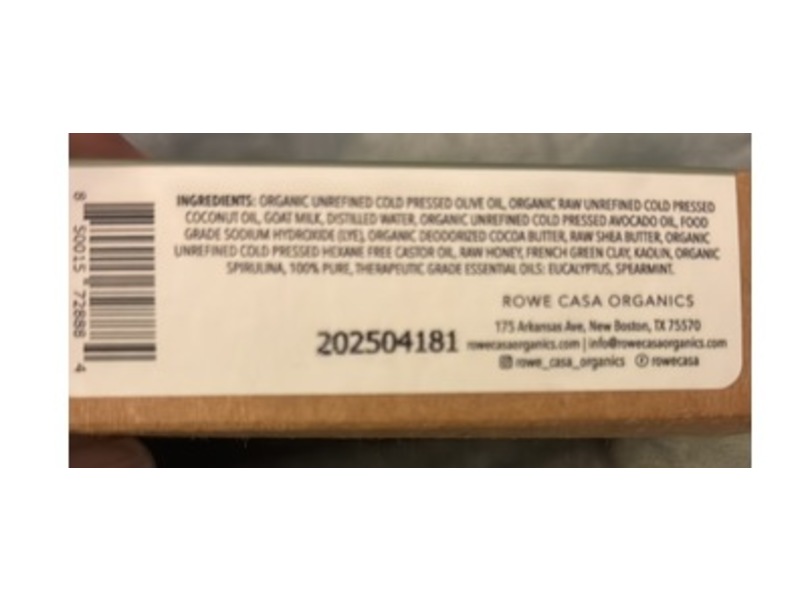 INGREDIENTS: ORGANIC UNREFINED COLD PRESSED OLIVE OIL, ORGANIC RAW UNREFINED COLD PRESSED
COCONUT OIL, GOAT MILK, DISTILLED WATER, ORGANIC UNREFINED COLD PRESSED AVOCADO OIL, FOOD
GRADE SODIUM HYDROXIDE (LYE), ORGANIC DEODORIZED COCOA BUTTER, RAW SHEA BUTTER, ORGANIC
UNREFINED COLD PRESSED HEXANE FREE CASTOR OIL, RAW HONEY, FRENCH GREEN CLAY, KAOLIN, ORGANIC
SPIRULINA, 100% PURE, THERAPEUTIC GRADE ESSENTIAL OILS: EUCALYPTUS, SPEARMINT.
ROWE CASA ORGANICS
175 Arkansas Ave, New Boston, TX 75570
rowecasaorganics.com | info@rowecasaorganics.com
rowe_casa_organics rowecasa
202504181
8 50015 72888 4